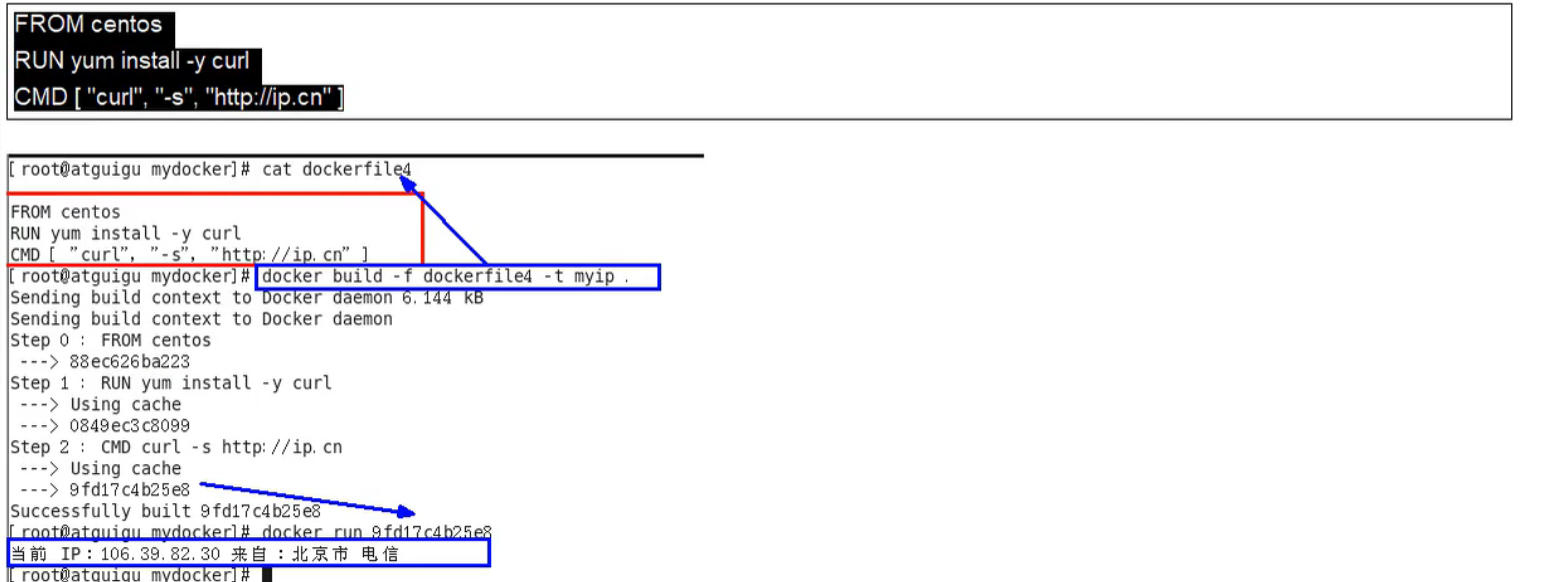 FROM centos
RUN yum install -y curl
CMD [ "curl", "-s", "http://ip.cn" ]
[root@atguigu mydocker]# cat dockerfile4
FROM centos
RUN yum install -y curl
CMD [ "curl", "-s", "http://ip.cn" ]
[root@atguigu mydocker]# docker build -f dockerfile4 -t myip .
Sending build context to Docker daemon 6.144 kB
Sending build context to Docker daemon
Step 0 : FROM centos
---> 88ec626ba223
Step 1 : RUN yum install -y curl
---> Using cache
---> 0849ec3c8099
Step 2 : CMD curl -s http://ip.cn
---> Using cache
---> 9fd17c4b25e8
Successfully built 9fd17c4b25e8
[root@atguigu mydocker]# docker run 9fd17c4b25e8
当前 IP：106.39.82.30 来自：北京市 电信
[root@atguigu mydocker]#